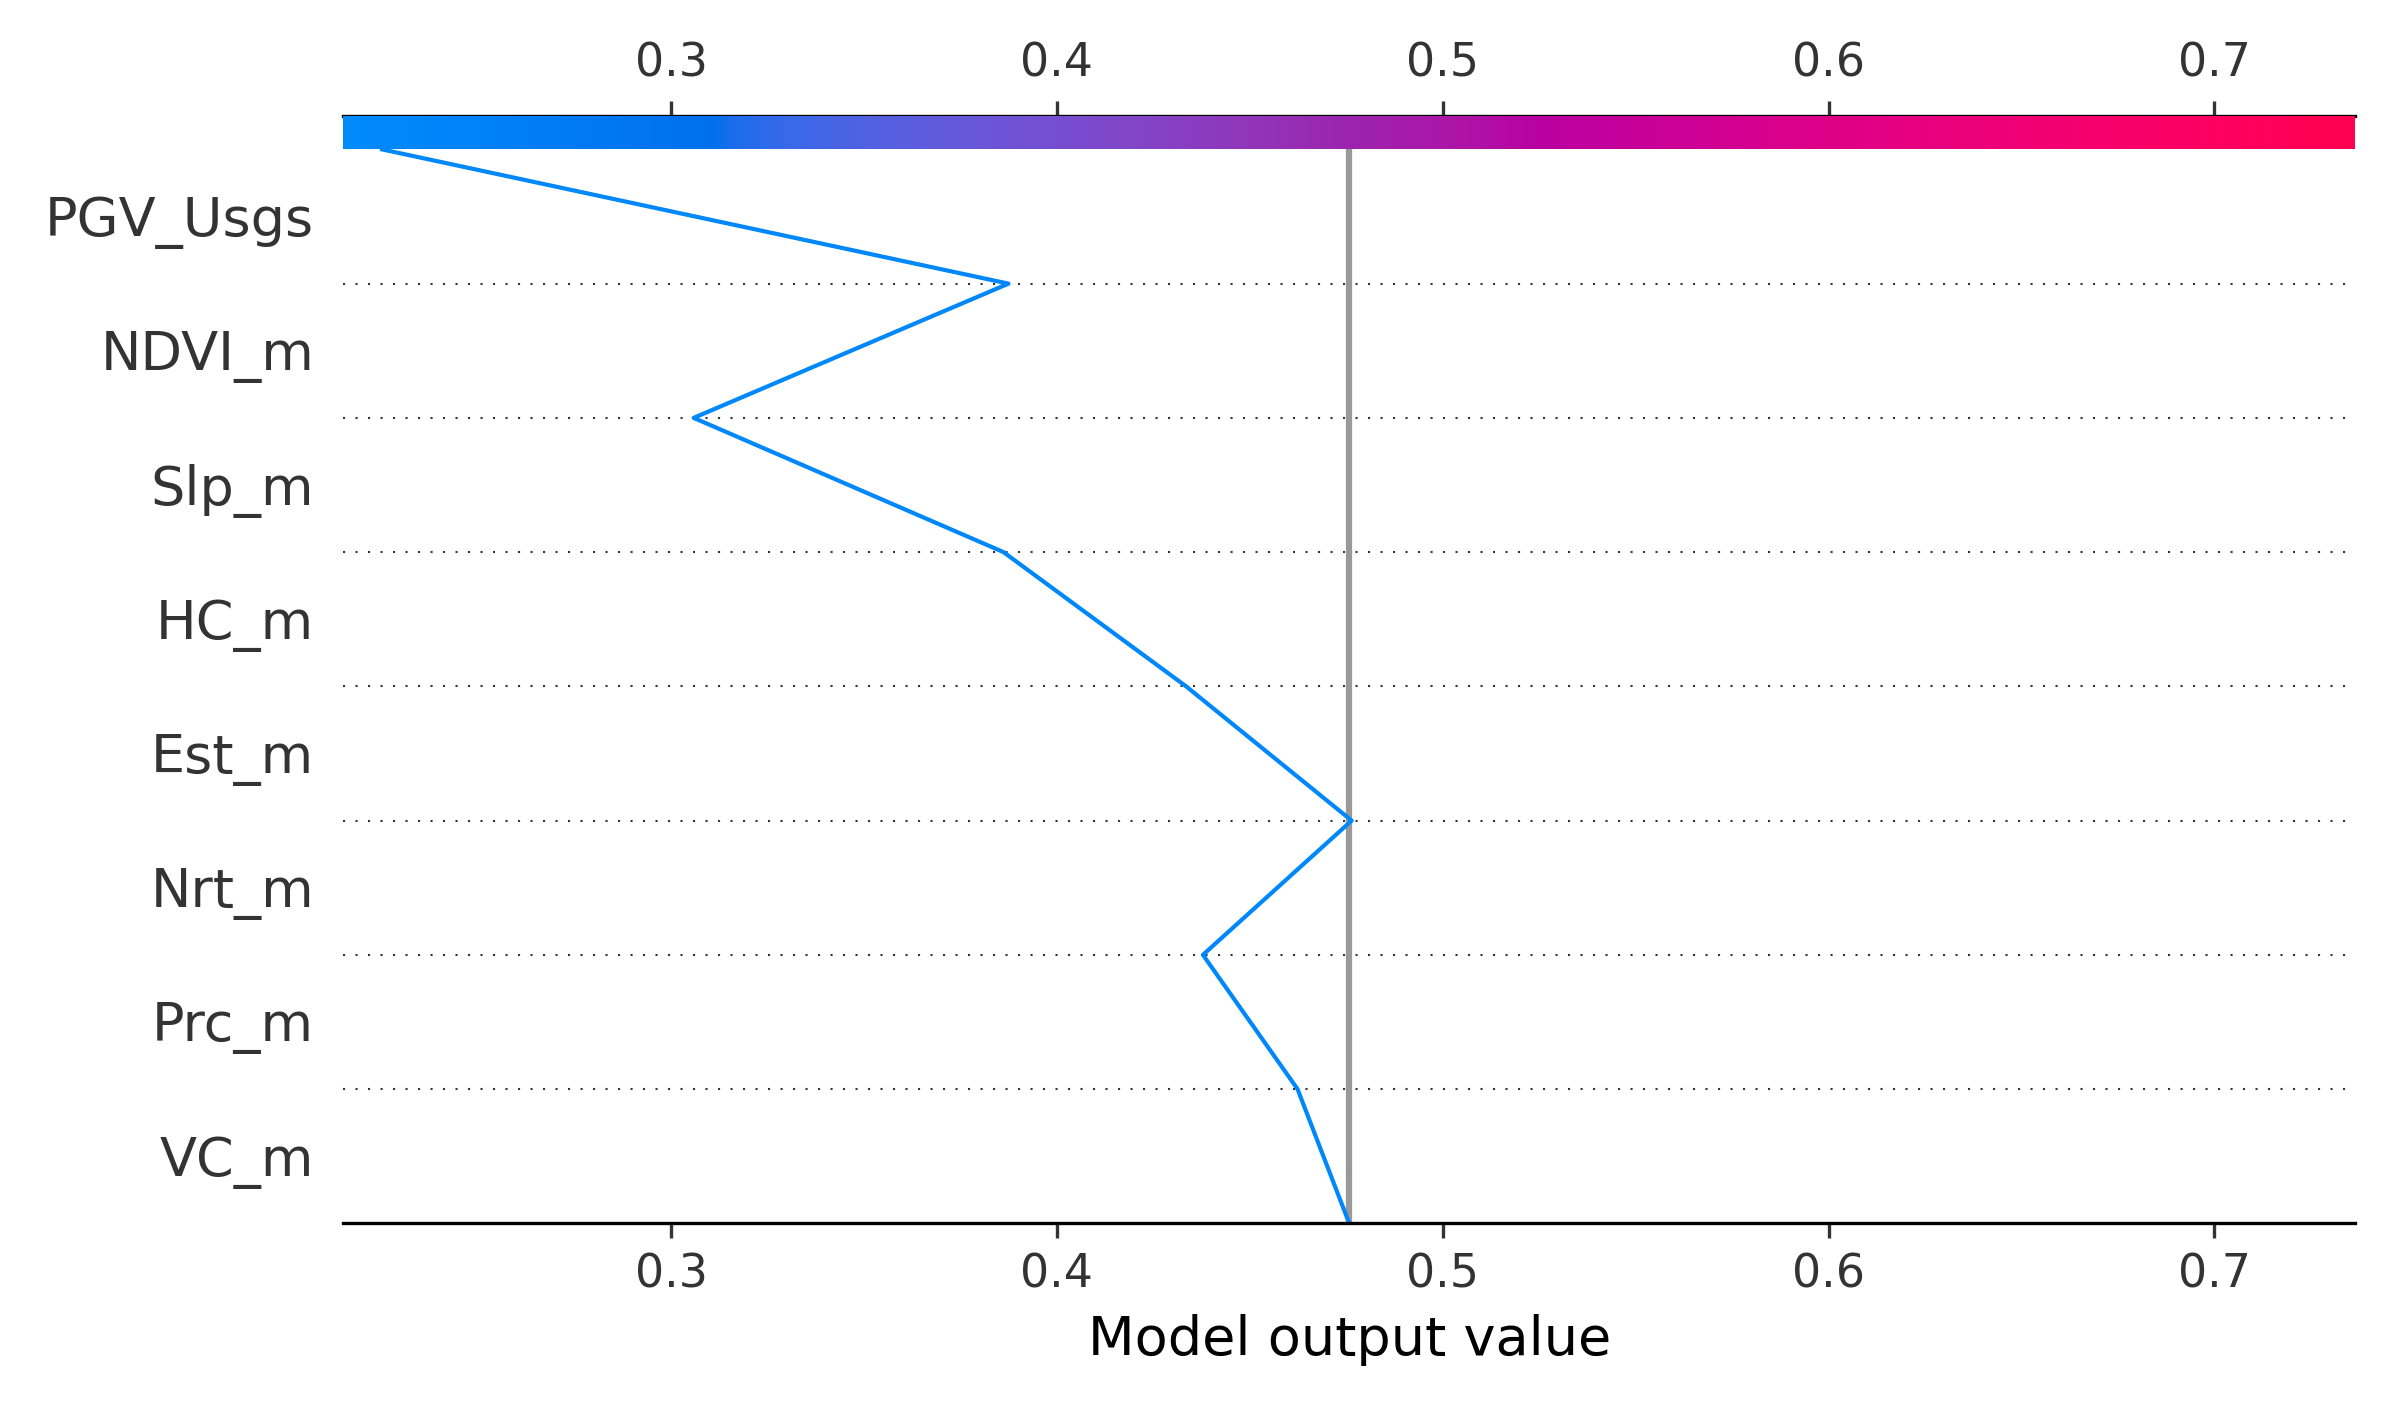 0.3 0.4 0.5 0.6 0.7
PGV_Usgs
NDVI_m
Slp_m
HC_m
Est_m
Nrt_m
Prc_m
VC_m
0.3 0.4 0.5 0.6 0.7
Model output value